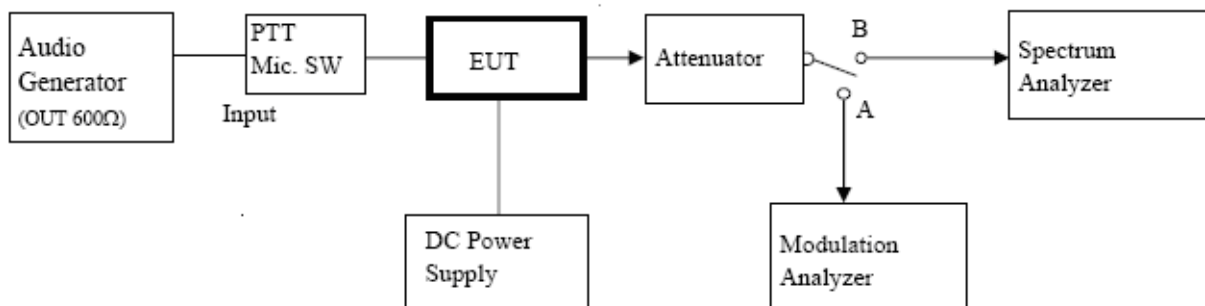 Audio
Generator
(OUT 600Ω)
PTT
Mic. SW
Input
EUT
Attenuator
B
A
Spectrum
Analyzer
DC Power
Supply
Modulation
Analyzer